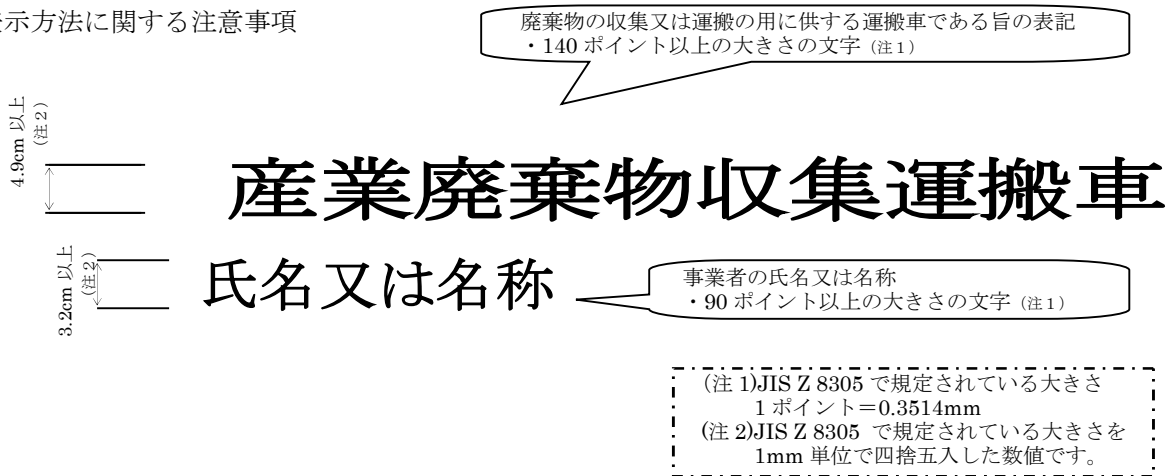 示方法に関する注意事項
廃棄物の収集又は運搬の用に供する運搬車である旨の表記
・140 ポイント以上の大きさの文字（注１）
4.9cm 以上
（注２）
産業廃棄物収集運搬車
3.2cm 以上
（注２）
氏名又は名称
事業者の氏名又は名称
・90 ポイント以上の大きさの文字（注１）
(注 1)JIS Z 8305 で規定されている大きさ
1 ポイント＝0.3514mm
(注 2)JIS Z 8305 で規定されている大きさを
1mm 単位で四捨五入した数値です。